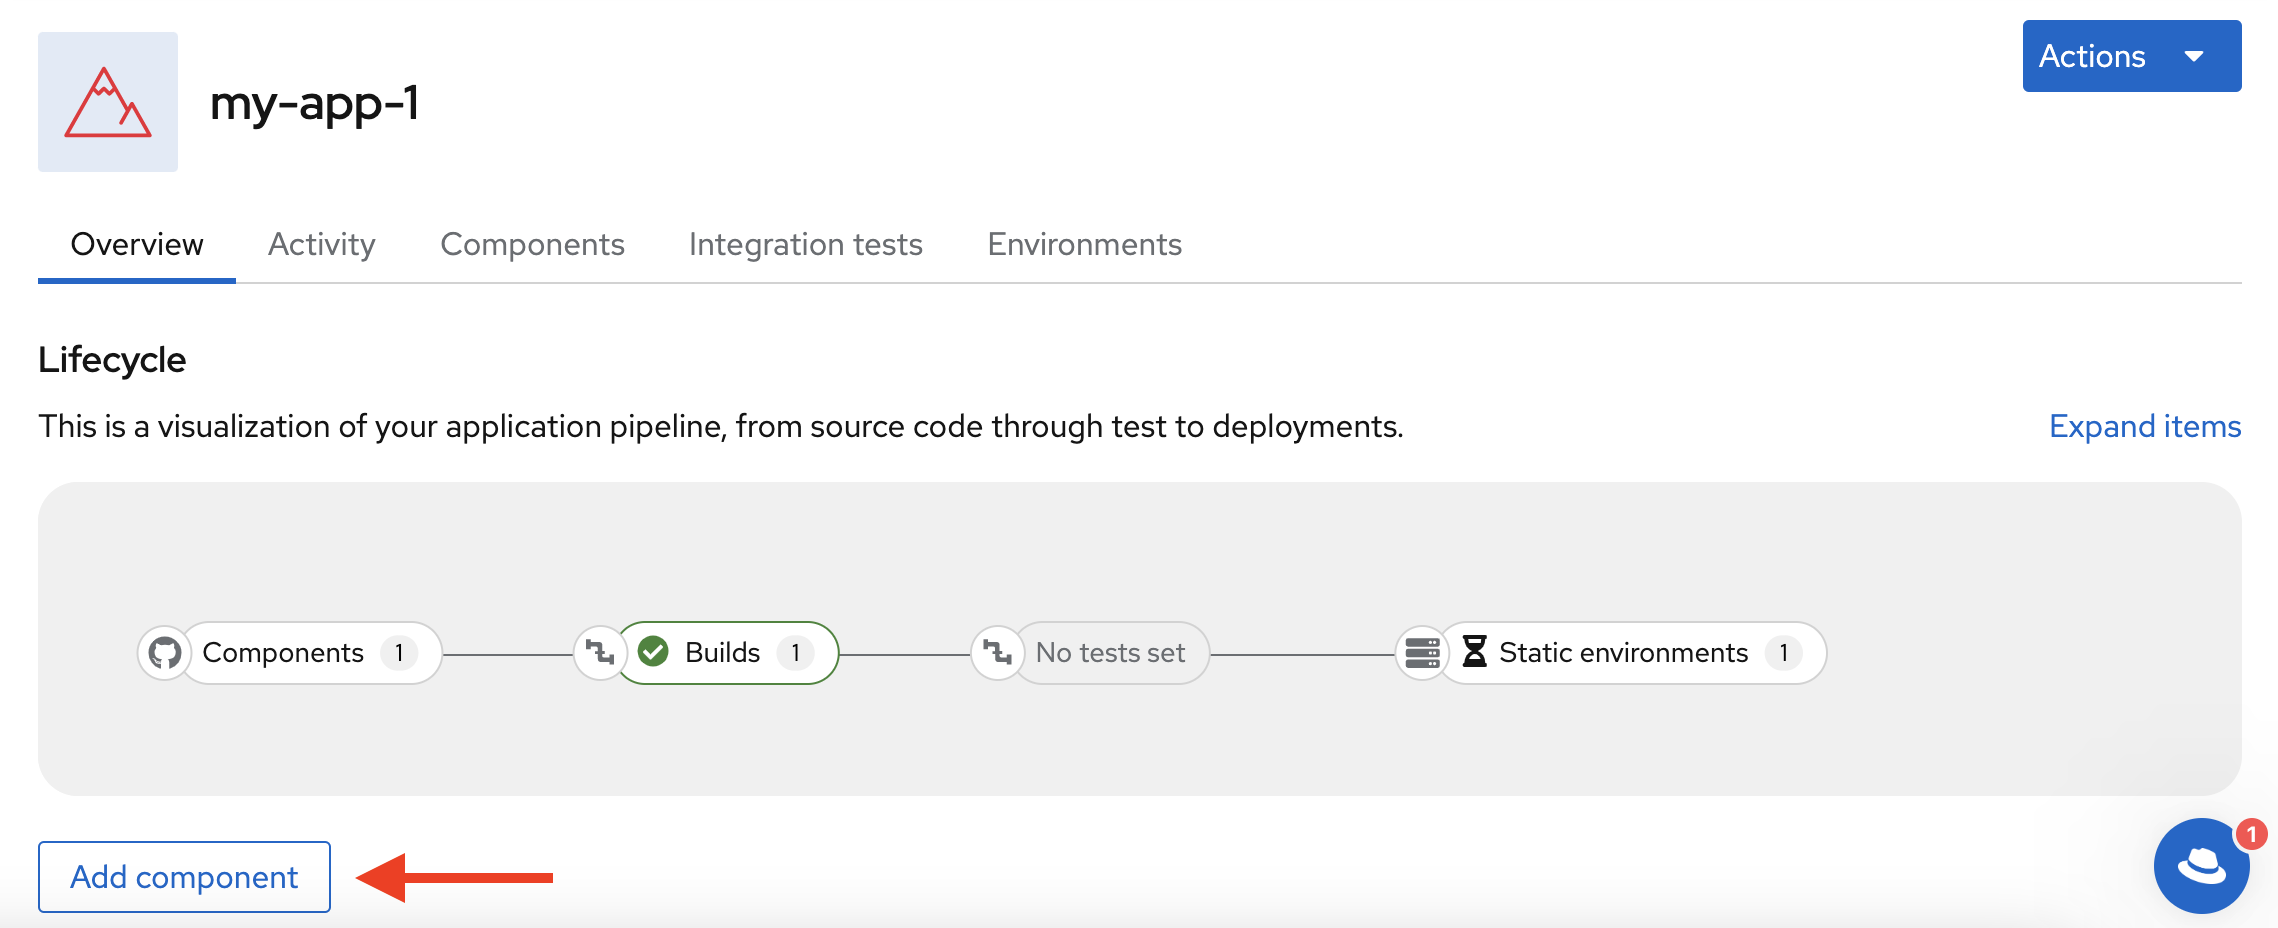 my-app-1
Actions
Overview Activity Components Integration tests Environments
Lifecycle
This is a visualization of your application pipeline, from source code through test to deployments.
Expand items
Components 1 Builds 1 No tests set Static environments 1
Add component
1